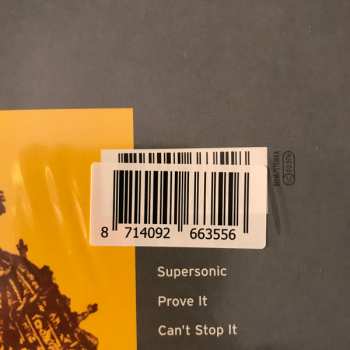 8 714092 663556
Supersonic
Prove It
Can't Stop It